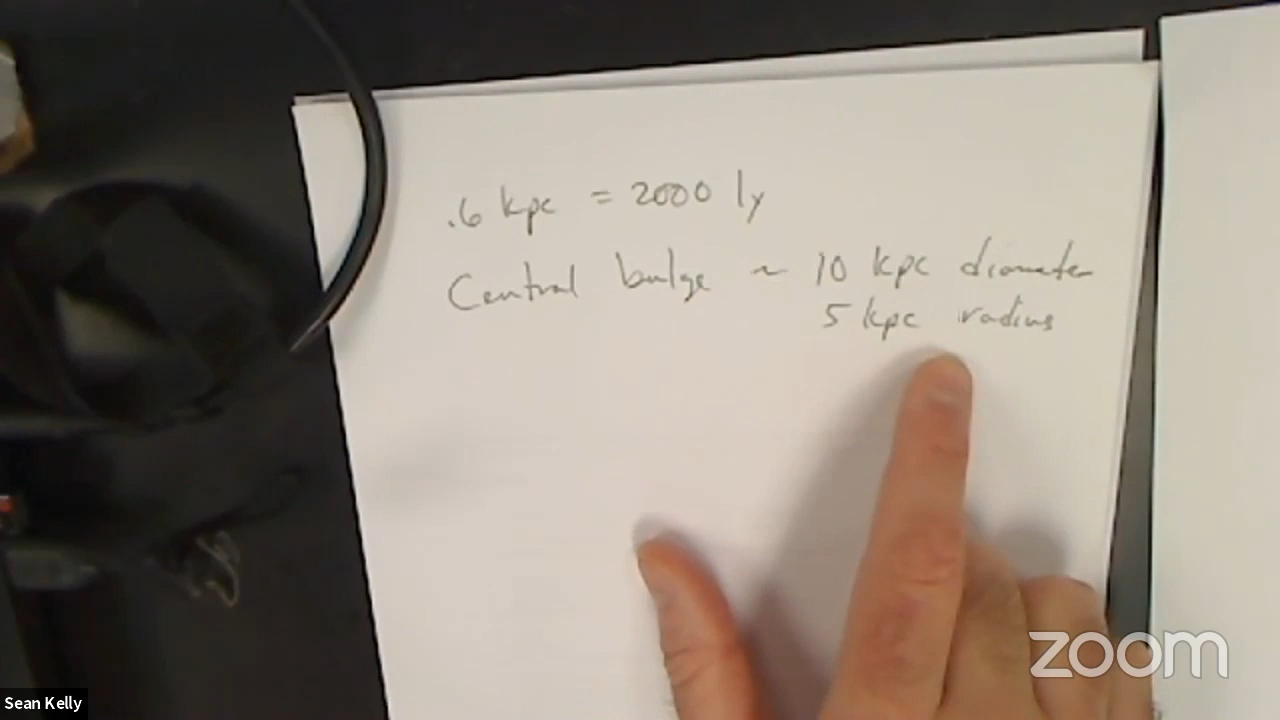 .6 kpc = 2000 ly
Central bulge ~ 10 kpc diameter
5 kpc radius
zoom
Sean Kelly